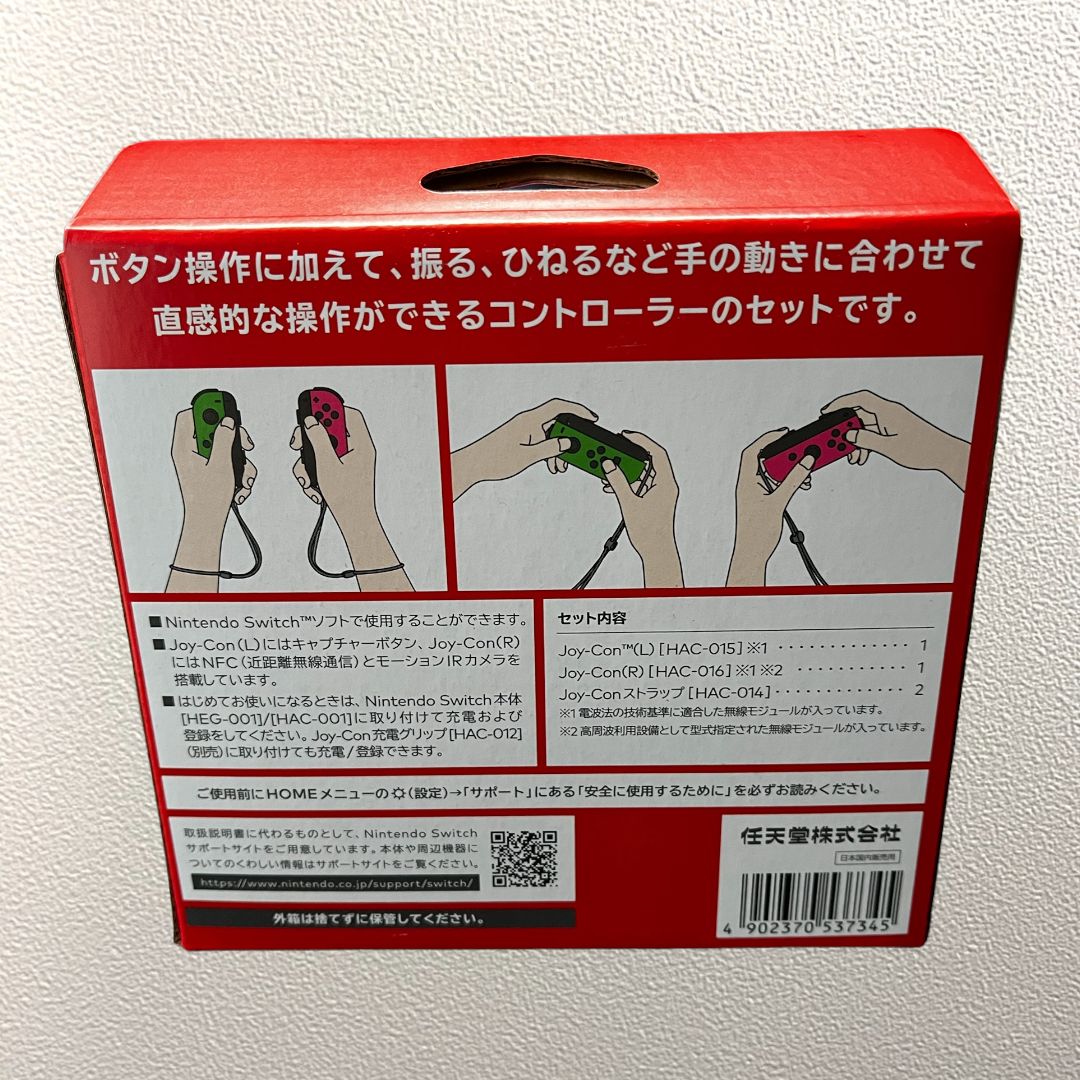 ボタン操作に加えて、振る、ひねるなど手の動きに合わせて
直感的な操作ができるコントローラーのセットです。
■Nintendo Switch™ソフトで使用することができます。
■Joy-Con(L)にはキャプチャーボタン、Joy-Con(R)
にはNFC(近距離無線通信)とモーションIRカメラを
搭載しています。
■はじめてお使いになるときは、Nintendo Switch本体
[HEG-001]/[HAC-001]に取り付けて充電および
登録をしてください。Joy-Con充電グリップ[HAC-012]
(別売)に取り付けても充電/登録できます。
セット内容
Joy-Con™(L)[HAC-015]※1 ・・・・・・・・・・・・・ 1
Joy-Con(R)[HAC-016]※1 ※2 ・・・・・・・・・・・ 1
Joy-Conストラップ[HAC-014]・・・・・・・・・・・・・ 2
※1 電波法の技術基準に適合した無線モジュールが入っています。
※2 高周波利用設備として型式指定された無線モジュールが入っています。
ご使用前にHOMEメニューの(設定)→「サポート」にある「安全に使用するために」を必ずお読みください。
取扱説明書に代わるものとして、Nintendo Switch
サポートサイトをご用意しています。本体や周辺機器に
ついてのくわしい情報はサポートサイトをご覧ください。
https://www.nintendo.co.jp/support/switch/
外箱は捨てずに保管してください。
任天堂株式会社
日本国内販売用
4 902370 537345